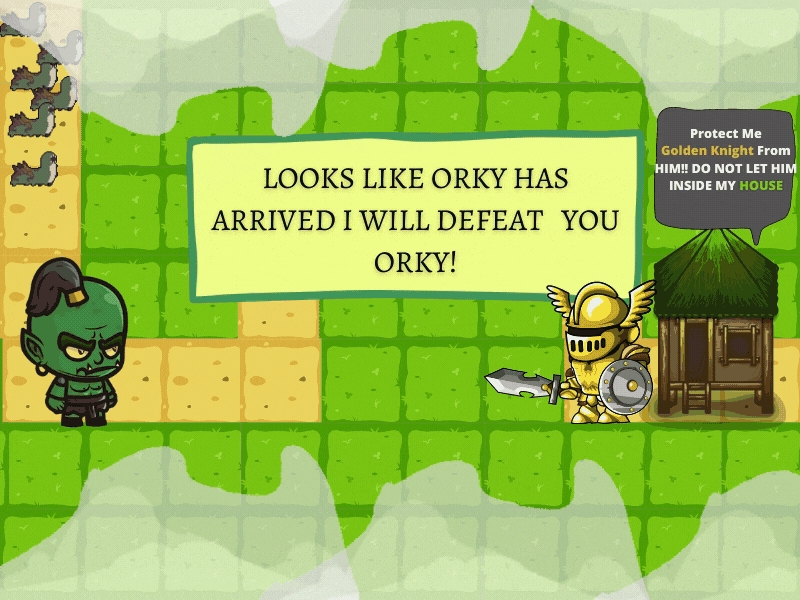 LOOKS LIKE ORKY HAS
ARRIVED I WILL DEFEAT YOU
ORKY!
Protect Me
Golden Knight From
HIM!! DO NOT LET HIM
INSIDE MY HOUSE